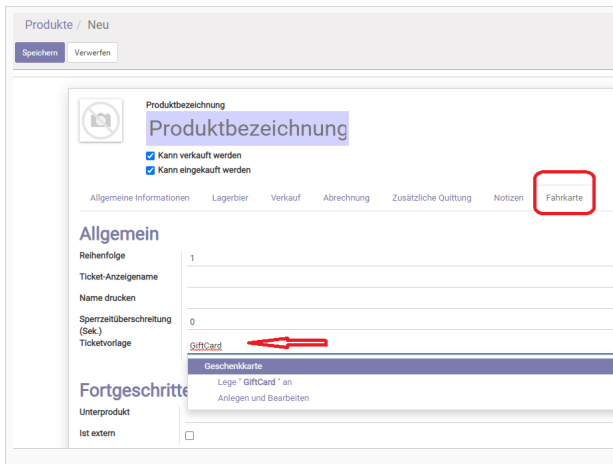 Produkte / Neu
Speichern Verwerfen
Produktbezeichnung
Produktbezeichnung
Kann verkauft werden
Kann eingekauft werden
Allgemeine Informationen Lagerbier Verkauf Abrechnung Zusätzliche Quittung Notizen Fahrkarte
Allgemein
Reihenfolge 1
Ticket-Anzeigename
Name drucken
Sperrzeitüberschreitung 0
(Sek.)
Ticketvorlage GiftCard
Geschenkkarte
Lege " GiftCard " an
Anlegen und Bearbeiten
Fortgeschritte
Unterprodukt
Ist extern